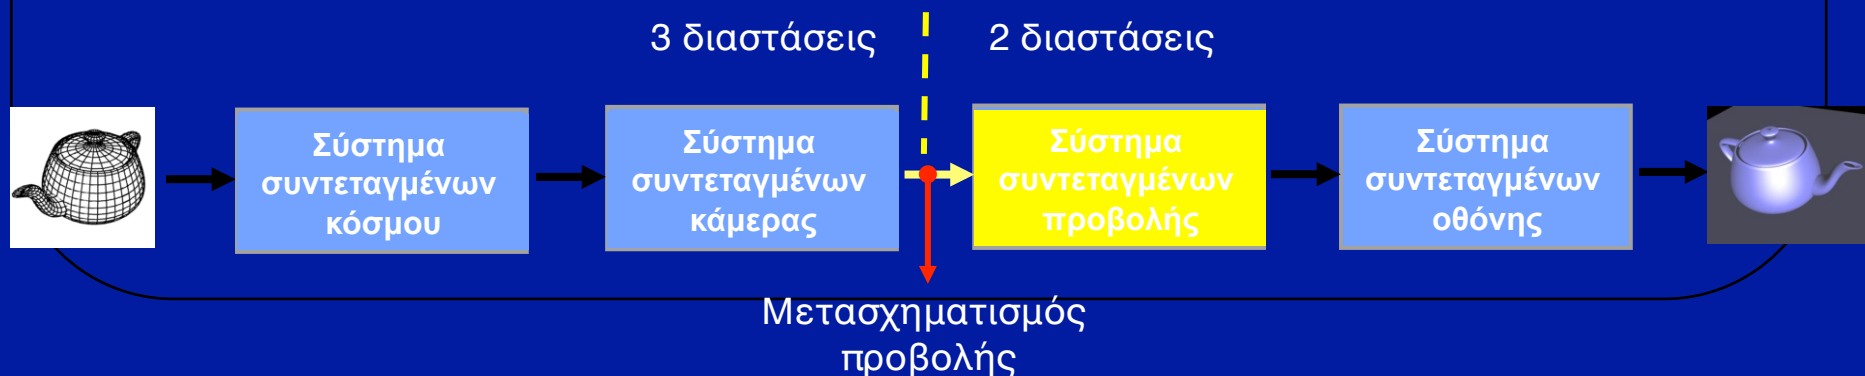 3 διαστάσεις
2 διαστάσεις
Σύστημα
συντεταγμένων
κόσμου
Σύστημα
συντεταγμένων
κάμερας
Σύστημα
συντεταγμένων
προβολής
Σύστημα
συντεταγμένων
οθόνης
Μετασχηματισμός
προβολής